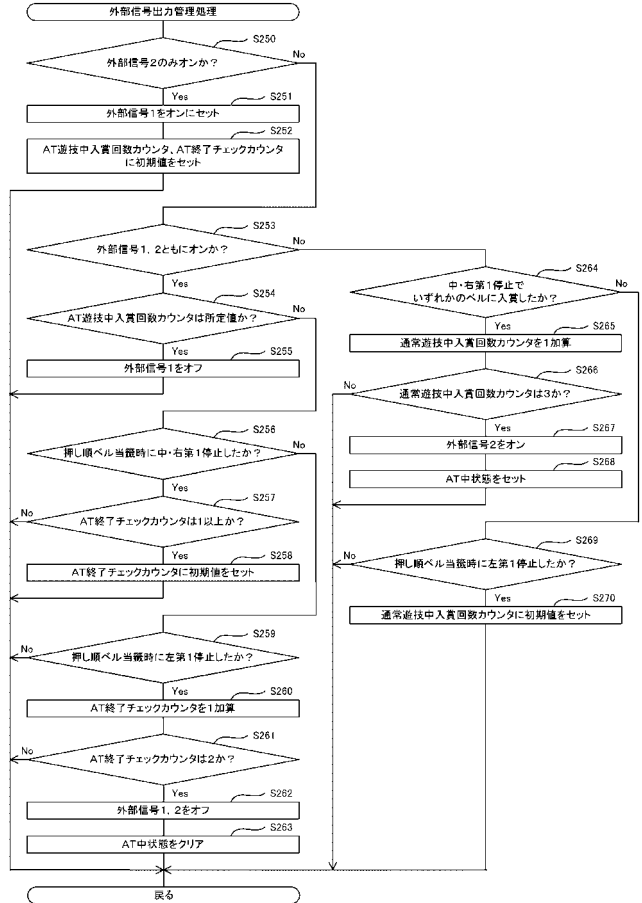 外部信号出力管理処理
S250
外部信号2のみオンか？
No
Yes
S251
外部信号1をオンにセット
S252
AT遊技中入賞回数カウンタ、AT終了チェックカウンタ
に初期値をセット
S253
外部信号1，2ともにオンか？
No
Yes
S254
AT遊技中入賞回数カウンタは所定値か？
No
Yes
S255
外部信号1をオフ
S256
押し順ベル当籤時に中・右第1停止したか？
No
Yes
S257
AT終了チェックカウンタは1以上か？
No
Yes
S258
AT終了チェックカウンタに初期値をセット
S259
押し順ベル当籤時に左第1停止したか？
No
Yes
S260
AT終了チェックカウンタを1加算
S261
AT終了チェックカウンタは2か？
No
Yes
S262
外部信号1，2をオフ
S263
AT中状態をクリア
戻る
S264
中・右第1停止で
いずれかのベルに入賞したか？
No
Yes
S265
通常遊技中入賞回数カウンタを1加算
S266
通常遊技中入賞回数カウンタは3か？
No
Yes
S267
外部信号2をオン
S268
AT中状態をセット
S269
押し順ベル当籤時に左第1停止したか？
No
Yes
S270
通常遊技中入賞回数カウンタに初期値をセット